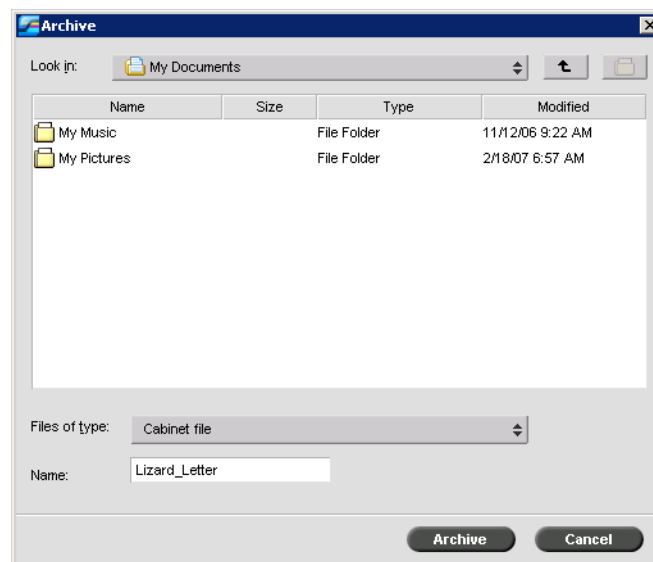 Archive
Look in: My Documents
Name Size Type Modified
My Music File Folder 11/12/06 9:22 AM
My Pictures File Folder 2/18/07 6:57 AM
Files of type: Cabinet file
Name: Lizard_Letter
Archive Cancel